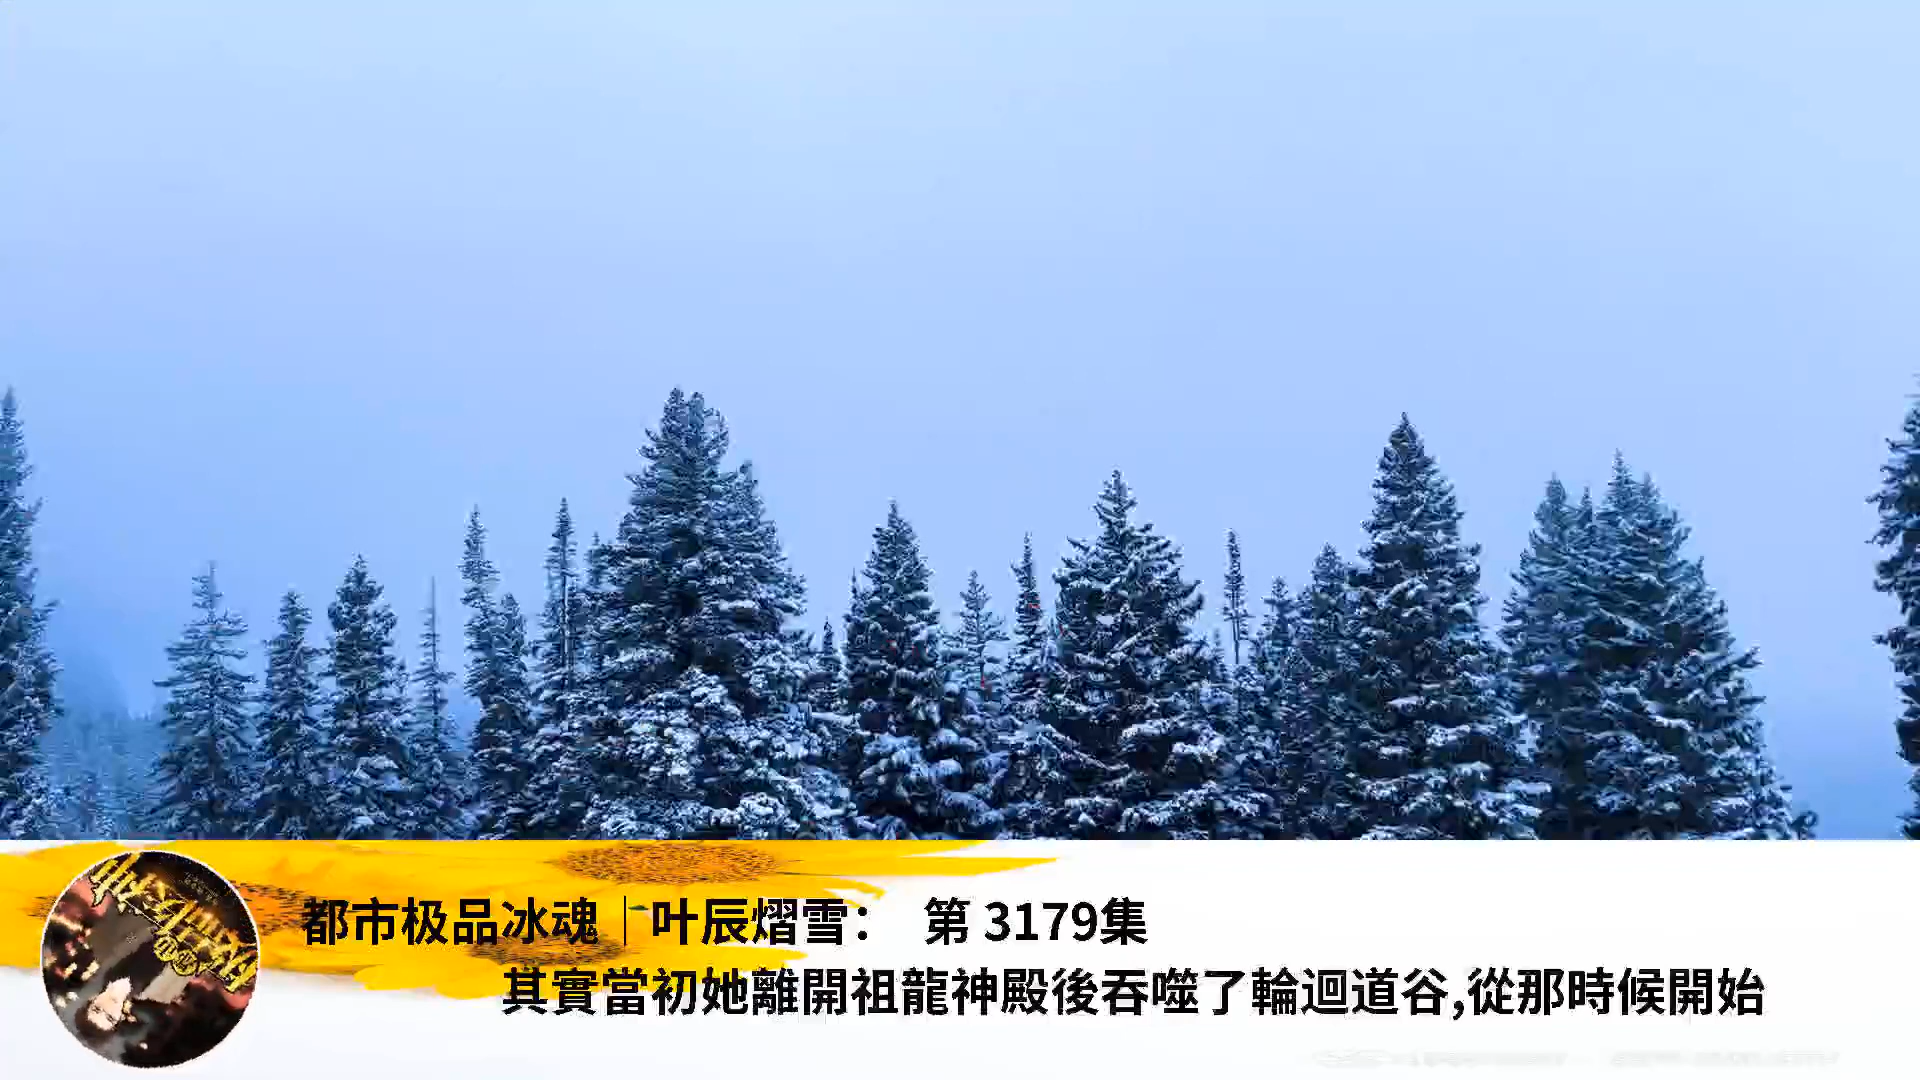 都市极品冰魂｜叶辰熠雪： 第 3179集
其實當初她離開祖龍神殿後吞噬了輪迴道谷,從那時候開始